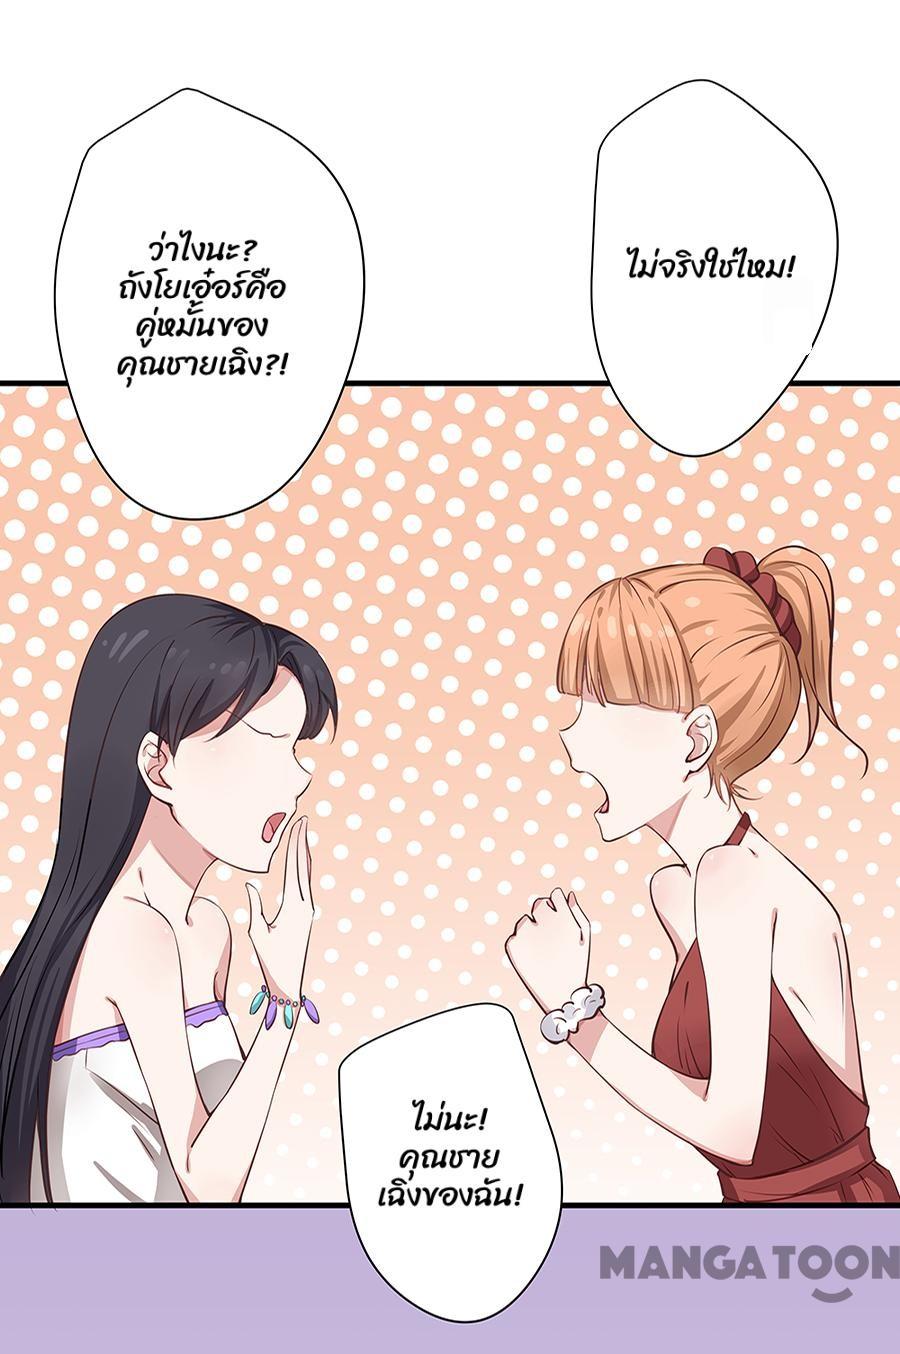 ว่าไงนะ?
ถังโยเอ๋อร์คือ
คู่หมั้นของ
คุณชายเฉิง?!
ไม่จริงใช่ไหม!
ไม่นะ!
คุณชาย
เฉิงของฉัน!
MANGATOON